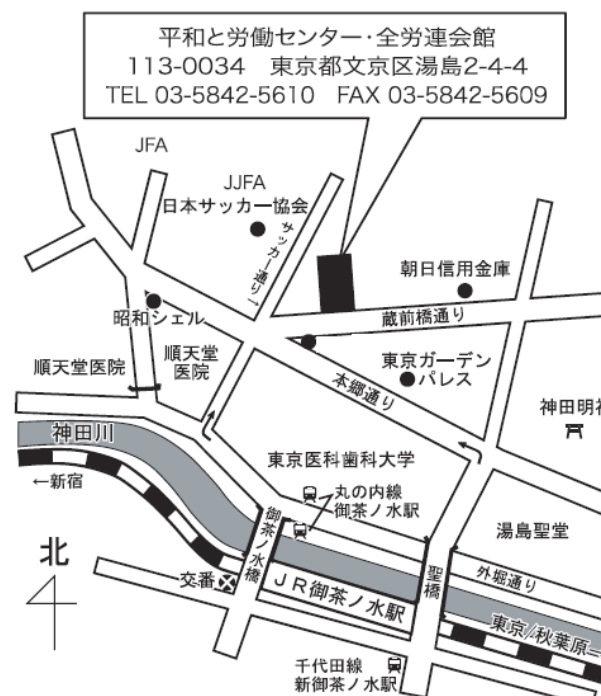 平和と労働センター・全労連会館
113-0034　東京都文京区湯島2-4-4
TEL 03-5842-5610　FAX 03-5842-5609
JFA
JJFA
日本サッカー協会
サッカー通り→
朝日信用金庫
昭和シェル
蔵前橋通り
順天堂医院
順天堂
医院
東京ガーデン
パレス
本郷通り
神田明神
神田川
東京医科歯科大学
←新宿
丸の内線
御茶ノ水駅
御茶ノ水橋
湯島聖堂
北
交番
JR御茶ノ水駅
聖橋
外堀通り
東京/秋葉原
千代田線
新御茶ノ水駅